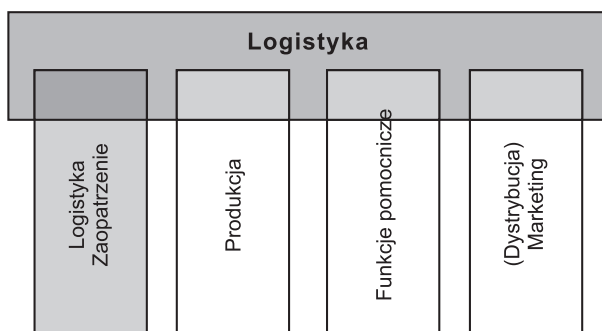 Logistyka
Logistyka
Zaopatrzenie
Produkcja
Funkcje pomocnicze
(Dystrybucja)
Marketing